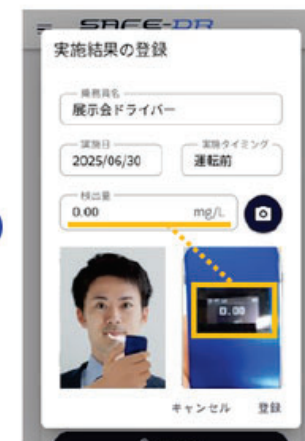 SAFE-DR
実施結果の登録
乗務員名
展示会ドライバー
実施日
2025/06/30
実施タイミング
運転前
検出量
0.00 mg/L
0.00
キャンセル 登録